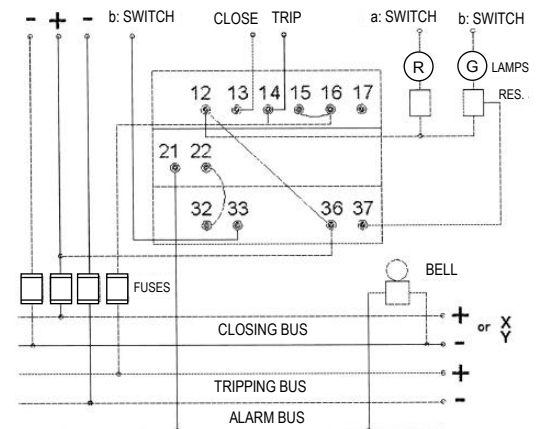 - + - b: SWITCH CLOSE TRIP a: SWITCH b: SWITCH
R G LAMPS
RES.
12 13 14 15 16 17
21 22
32 33 36 37
FUSES
BELL
CLOSING BUS
+ or X
- Y
TRIPPING BUS
+
-
ALARM BUS